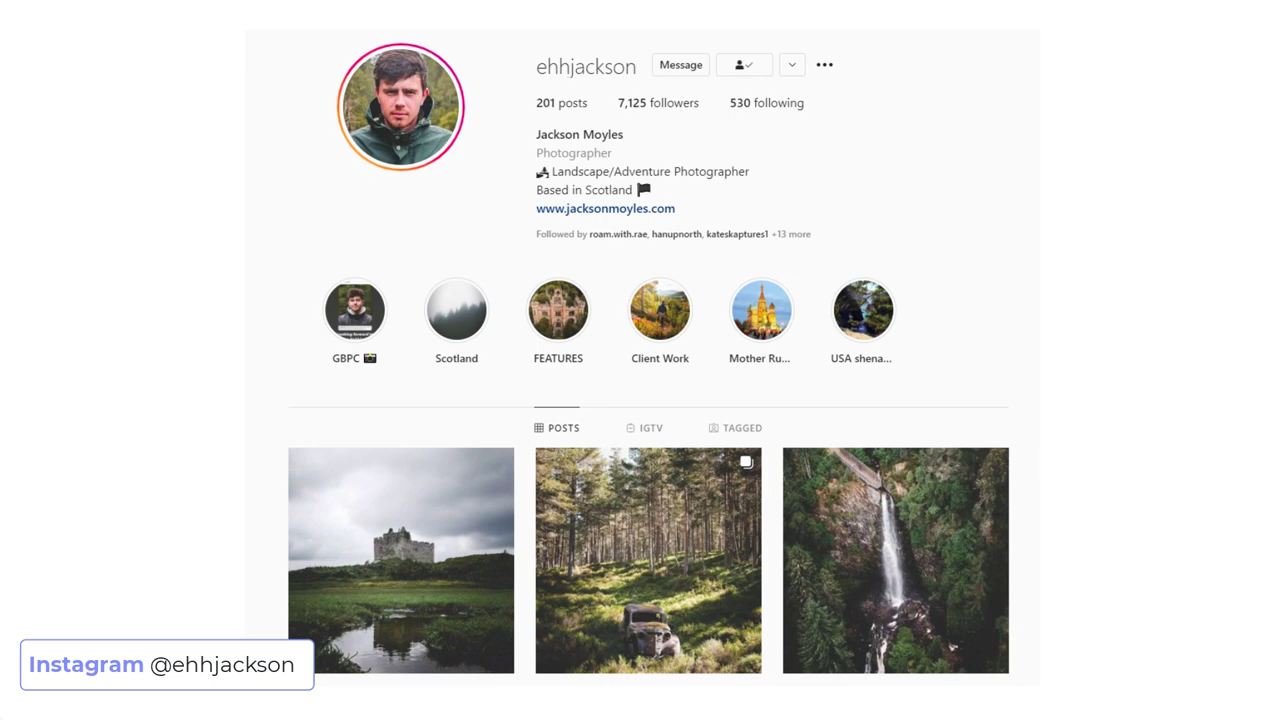 ehhjackson Message
201 posts 7,125 followers 530 following
Jackson Moyles
Photographer
Landscape/Adventure Photographer
Based in Scotland
www.jacksonmoyles.com
Followed by roam.with.rae, hanupnorth, kateskaptures1 +13 more
GBPC Scotland FEATURES Client Work Mother Ru... USA shena...
POSTS IGTV TAGGED
Instagram @ehhjackson